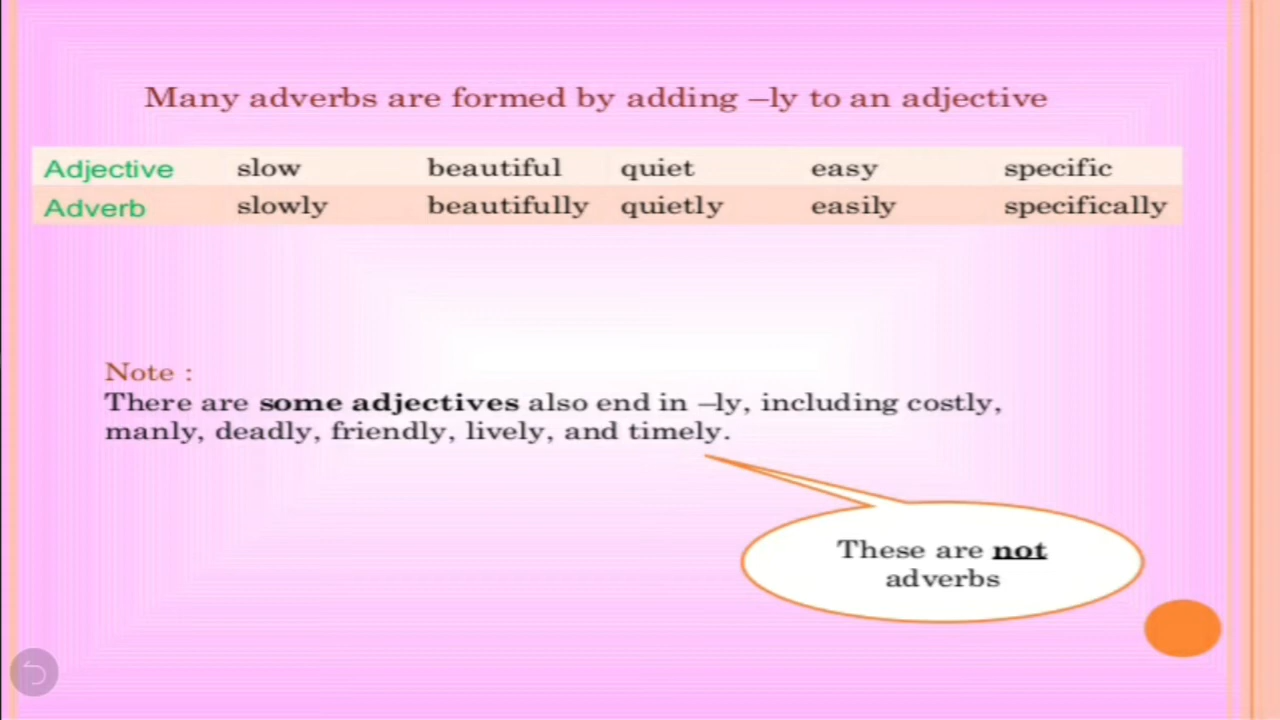 Many adverbs are formed by adding –ly to an adjective
Adjective slow beautiful quiet easy specific
Adverb slowly beautifully quietly easily specifically
Note :
There are some adjectives also end in –ly, including costly,
manly, deadly, friendly, lively, and timely.
These are not
adverbs